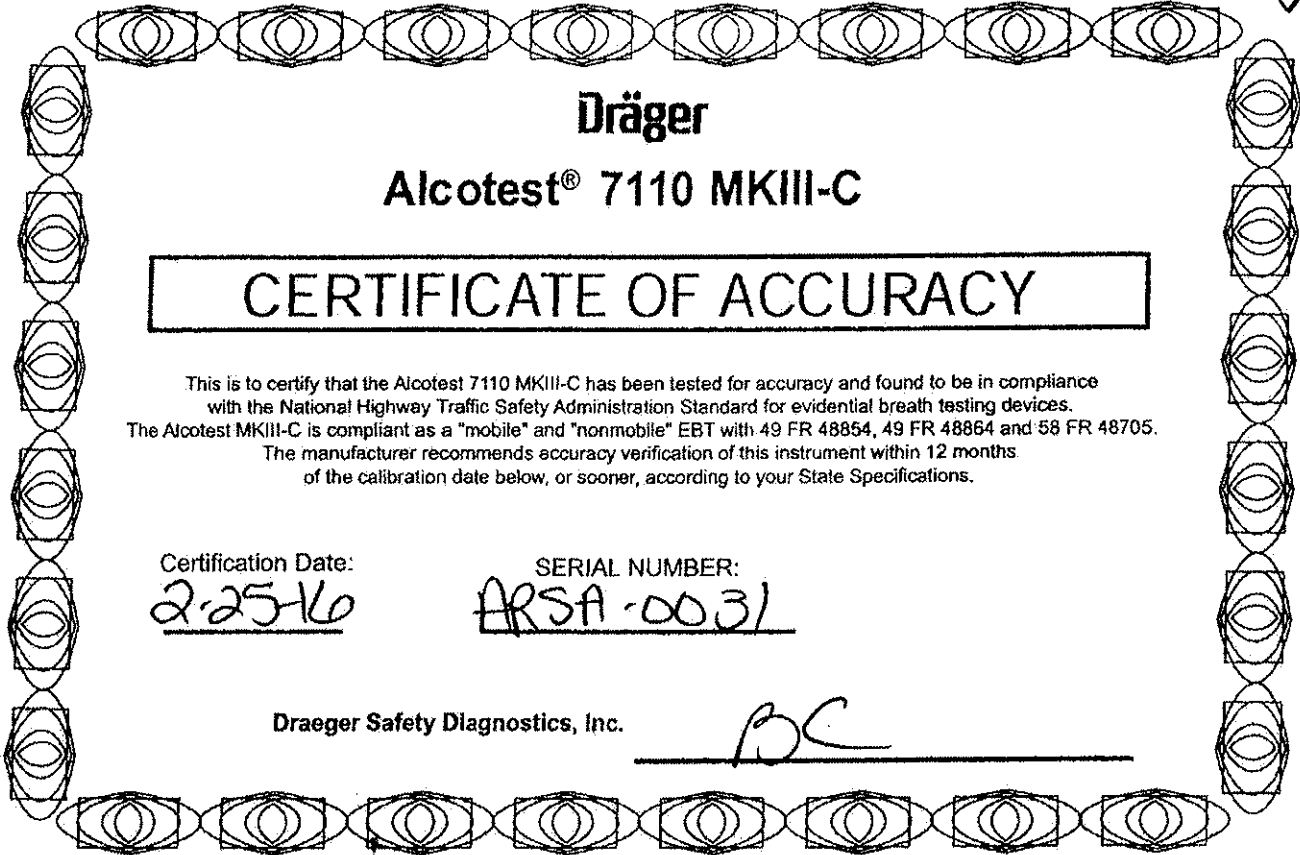 Dräger
Alcotest® 7110 MKIII-C
CERTIFICATE OF ACCURACY
This is to certify that the Alcotest 7110 MKIII-C has been tested for accuracy and found to be in compliance
with the National Highway Traffic Safety Administration Standard for evidential breath testing devices.
The Alcotest MKIII-C is compliant as a "mobile" and "nonmobile" EBT with 49 FR 48854, 49 FR 48864 and 58 FR 48705.
The manufacturer recommends accuracy verification of this instrument within 12 months
of the calibration date below, or sooner, according to your State Specifications.
Certification Date: SERIAL NUMBER:
2-25-16 ARSA-0031
Draeger Safety Diagnostics, Inc. BC